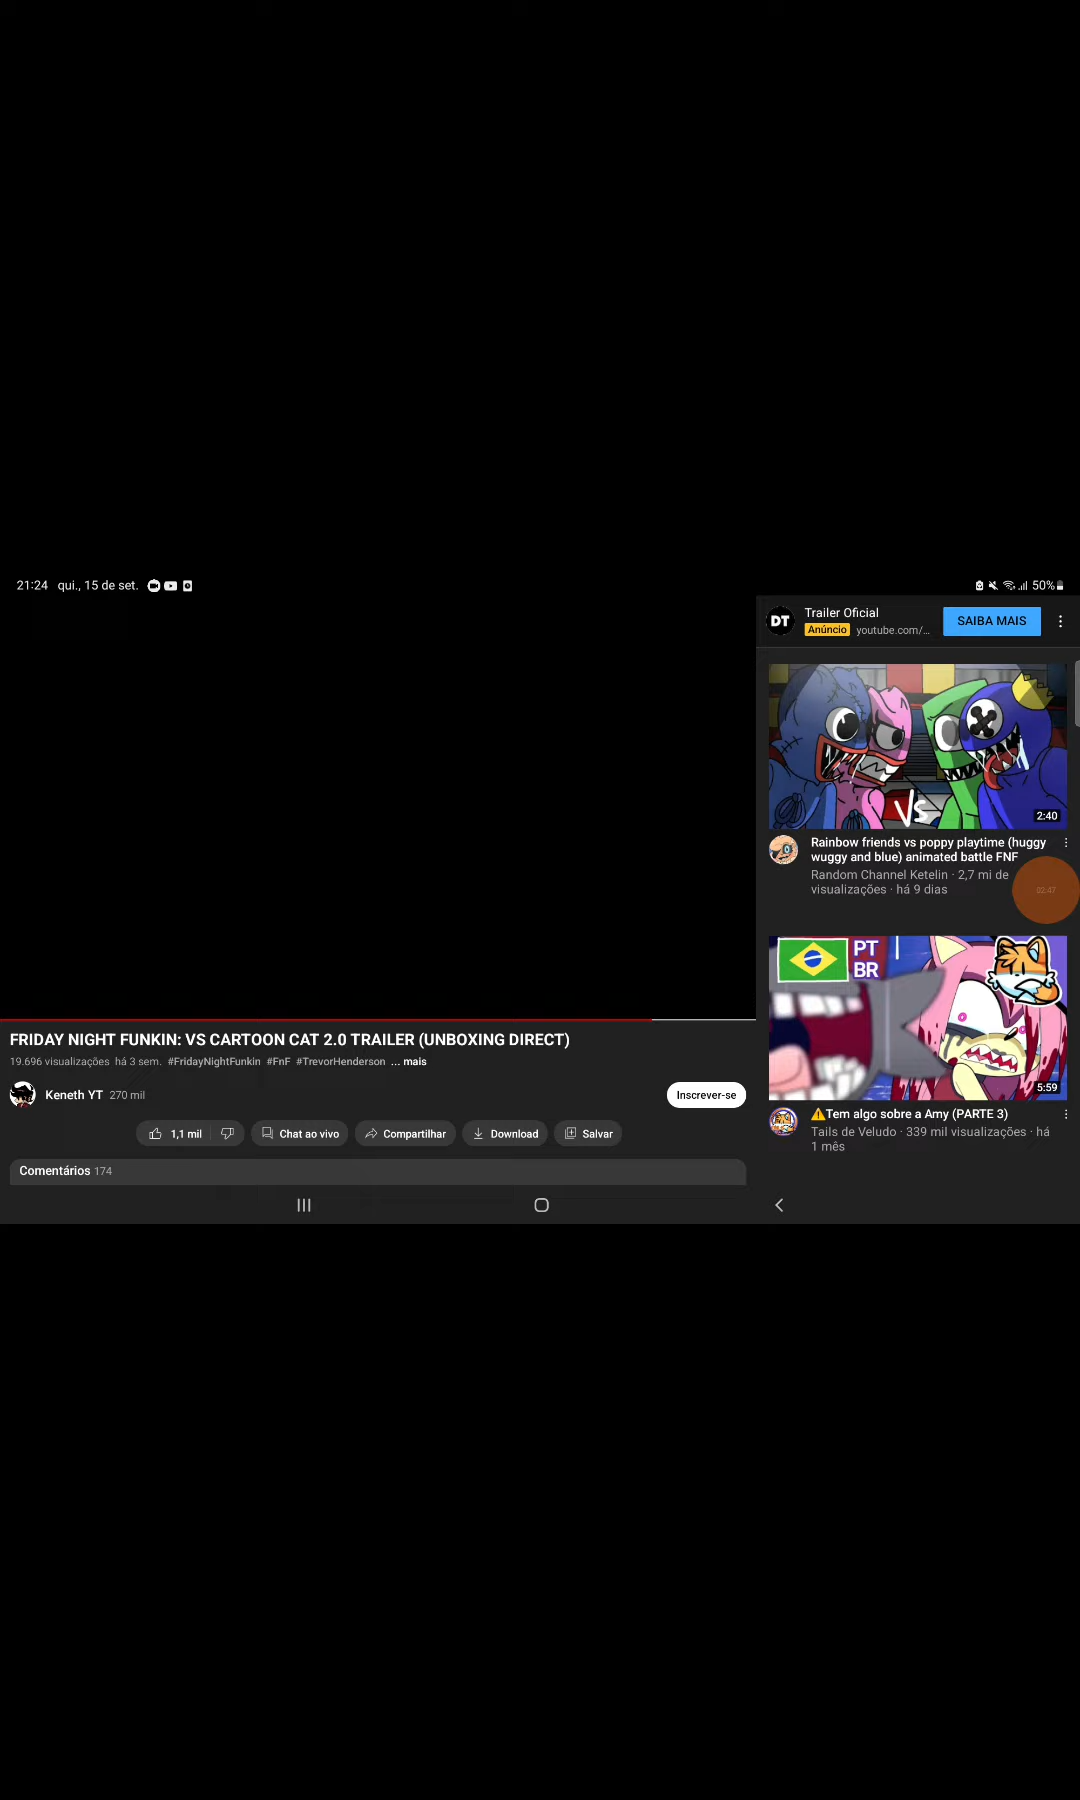 21:24 qui., 15 de set.
50%
Trailer Oficial
Anúncio youtube.com/...
SAIBA MAIS
DT
VS
2:40
Rainbow friends vs poppy playtime (huggy
wuggy and blue) animated battle FNF
Random Channel Ketelin · 2,7 mi de
visualizações · há 9 dias
02:47
PT
BR
5:59
⚠Tem algo sobre a Amy (PARTE 3)
Tails de Veludo · 339 mil visualizações · há
1 mês
FRIDAY NIGHT FUNKIN: VS CARTOON CAT 2.0 TRAILER (UNBOXING DIRECT)
19.696 visualizações há 3 sem. #FridayNightFunkin #FnF #TrevorHenderson ... mais
Keneth YT 270 mil
Inscrever-se
1,1 mil
Chat ao vivo
Compartilhar
Download
Salvar
Comentários 174